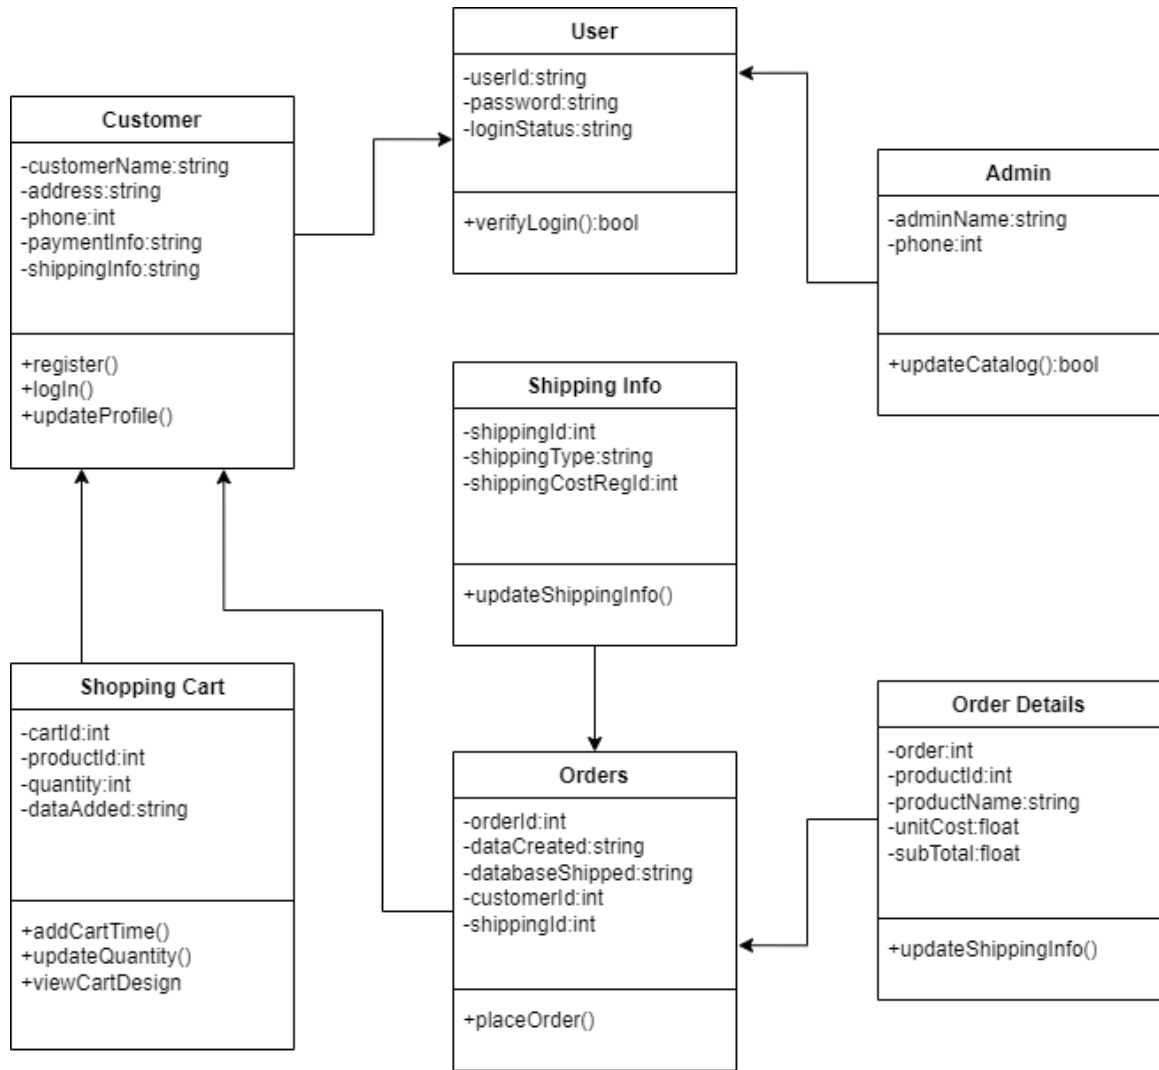 User
-userId:string
-password:string
-loginStatus:string
+verifyLogin():bool
Customer
-customerName:string
-address:string
-phone:int
-paymentInfo:string
-shippingInfo:string
+register()
+logIn()
+updateProfile()
Admin
-adminName:string
-phone:int
+updateCatalog():bool
Shipping Info
-shippingId:int
-shippingType:string
-shippingCostRegId:int
+updateShippingInfo()
Shopping Cart
-cartId:int
-productId:int
-quantity:int
-dataAdded:string
+addCartTime()
+updateQuantity()
+viewCartDesign
Orders
-orderId:int
-dataCreated:string
-databaseShipped:string
-customerId:int
-shippingId:int
+placeOrder()
Order Details
-order:int
-productId:int
-productName:string
-unitCost:float
-subTotal:float
+updateShippingInfo()